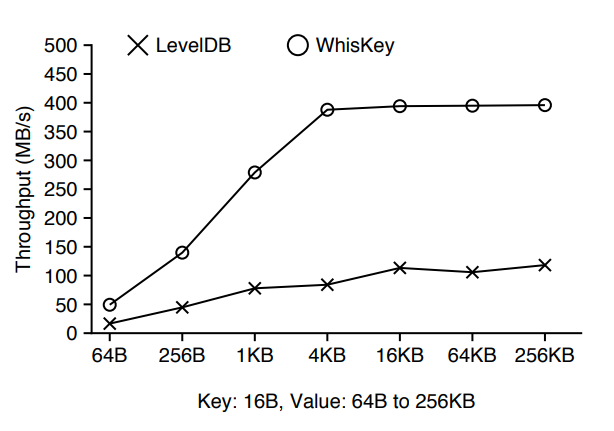 LevelDB
WhisKey
Throughput (MB/s)
500
450
400
350
300
250
200
150
100
50
0
64B 256B 1KB 4KB 16KB 64KB 256KB
Key: 16B, Value: 64B to 256KB